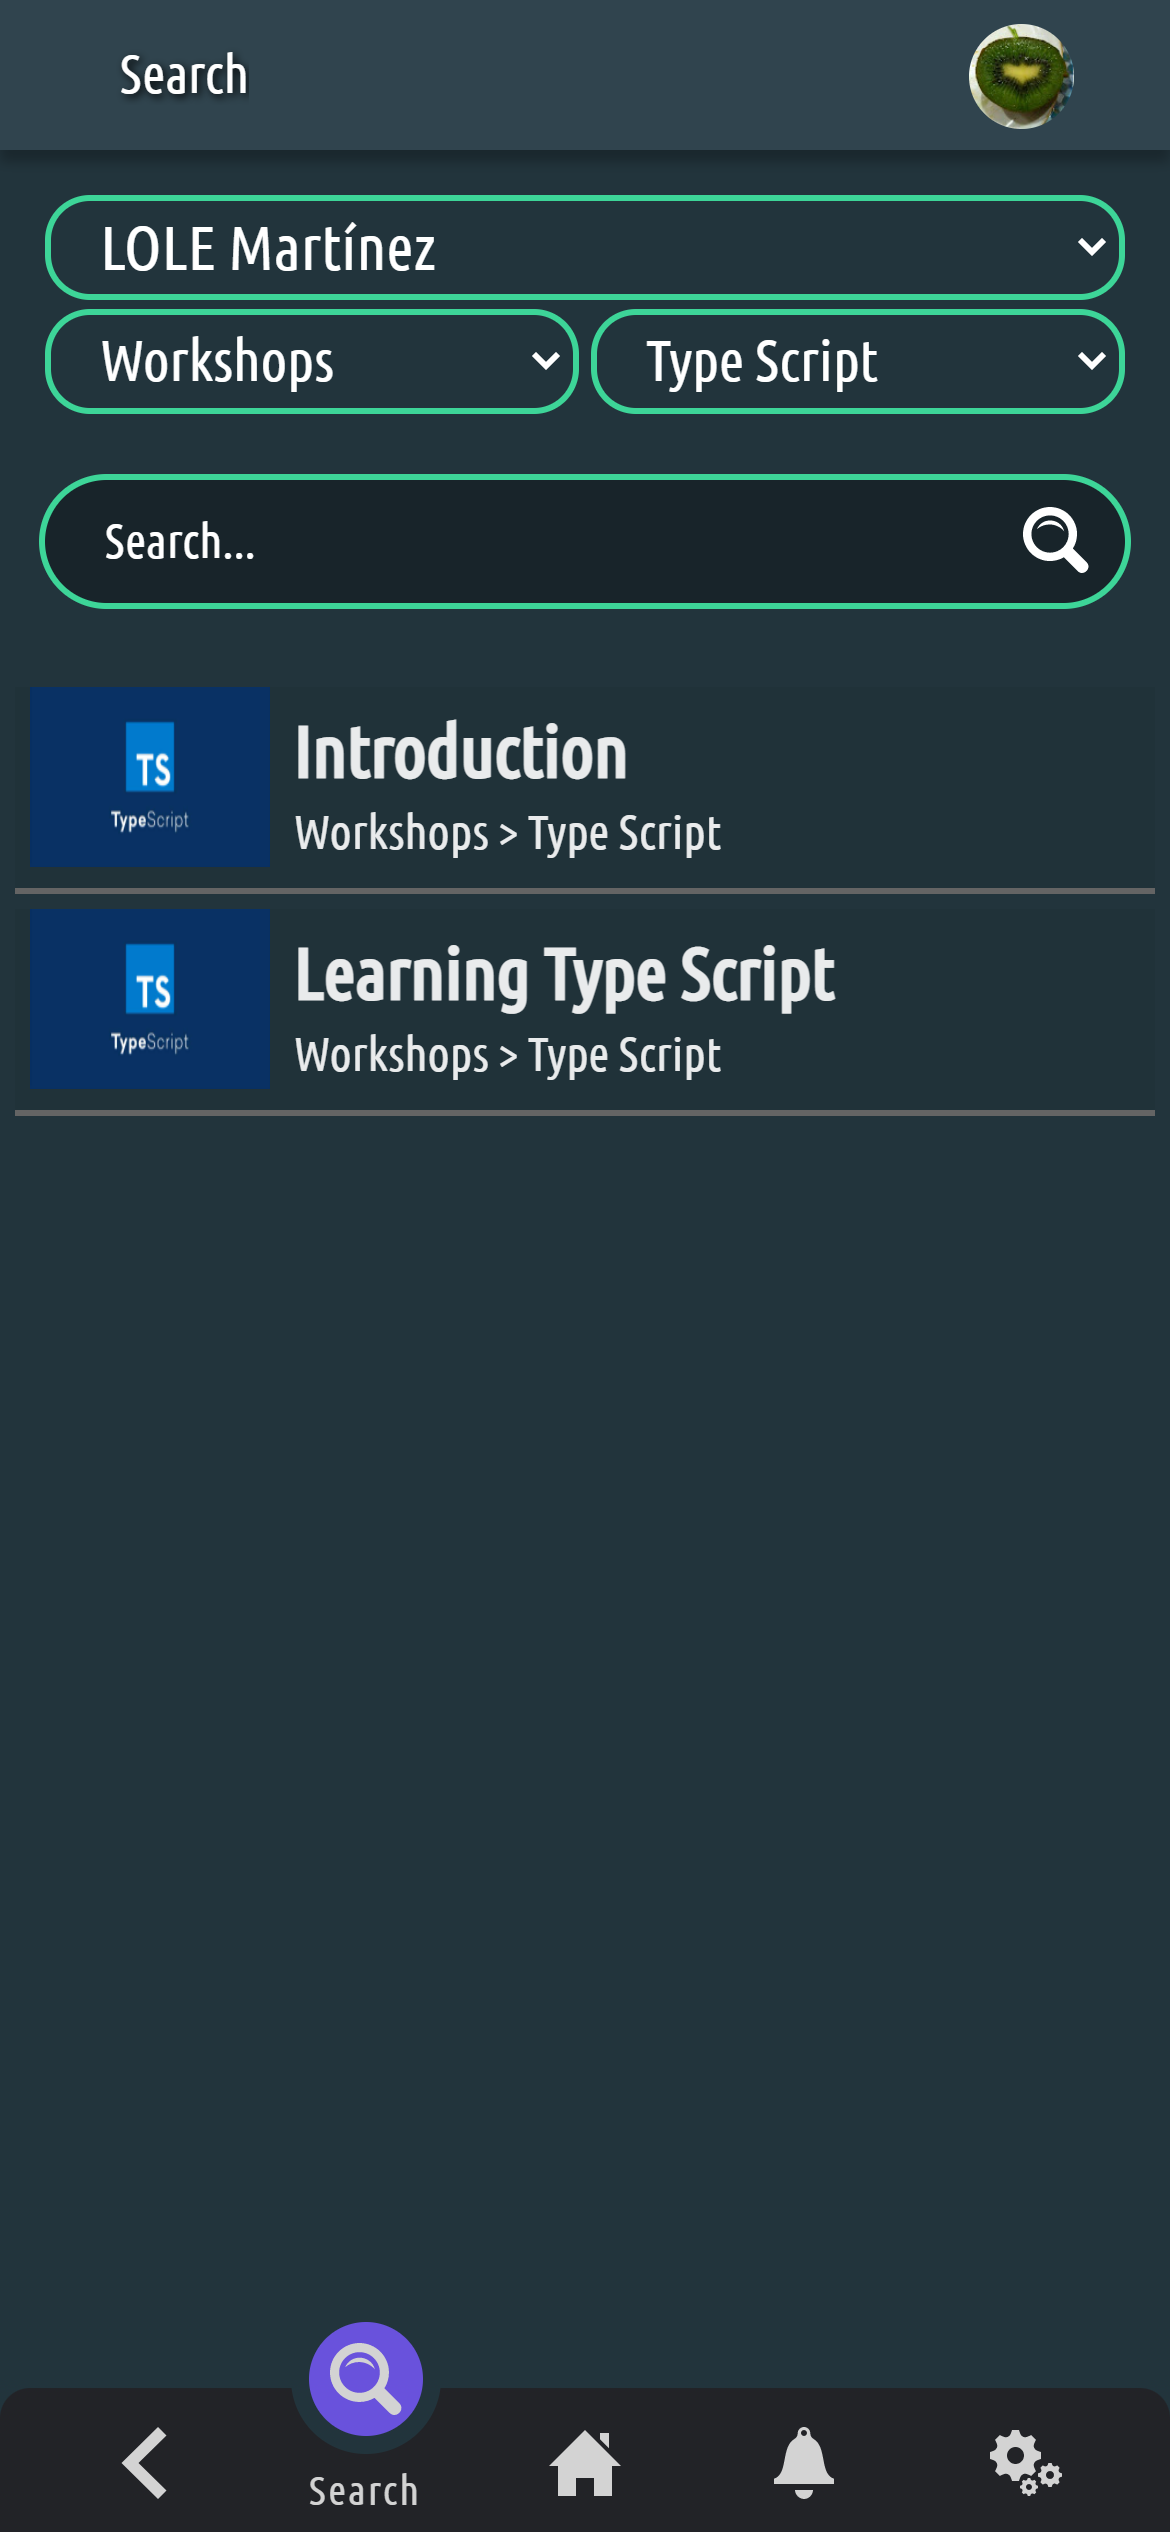 Search
LOLE Martínez
Workshops
Type Script
Search...
TS
TypeScript
Introduction
Workshops > Type Script
TS
TypeScript
Learning Type Script
Workshops > Type Script
Search